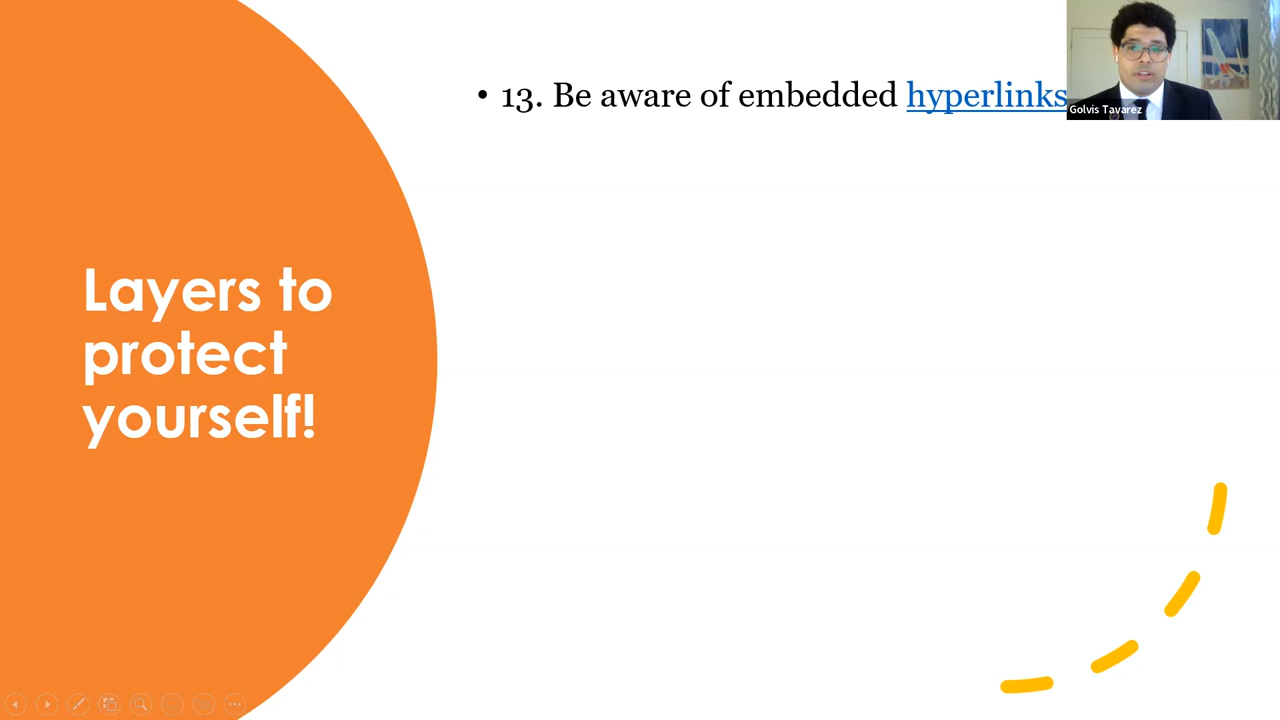 • 13. Be aware of embedded hyperlinks
Golvis Tavarez
Layers to
protect
yourself!